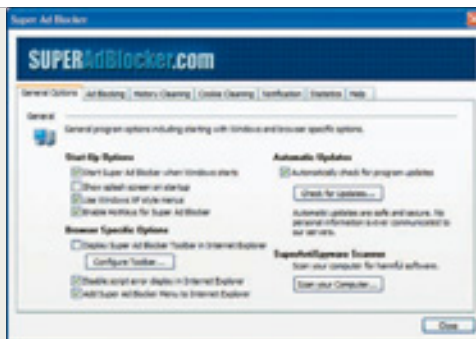 Super Ad Blocker
SUPERAdBlocker.com
General Options Ad Blocking History Cleaning Cookie Cleaning Notification Statistics Help
General
General program options including starting with Windows and browser specific options.
Start-Up Options
Start Super Ad Blocker when Windows starts
Show splash screen on startup
Use Windows XP style menus
Enable HotKeys for Super Ad Blocker
Browser Specific Options
Display Super Ad Blocker Toolbar in Internet Explorer
Configure Toolbar...
Disable script error display in Internet Explorer
Add Super Ad Blocker Menu to Internet Explorer
Automatic Updates
Automatically check for program updates
Check for Updates...
Automatic updates are safe and secure. No
personal information is ever communicated to
our servers.
SuperAntiSpyware Scanner
Scan your computer for harmful software.
Scan your Computer...
Close